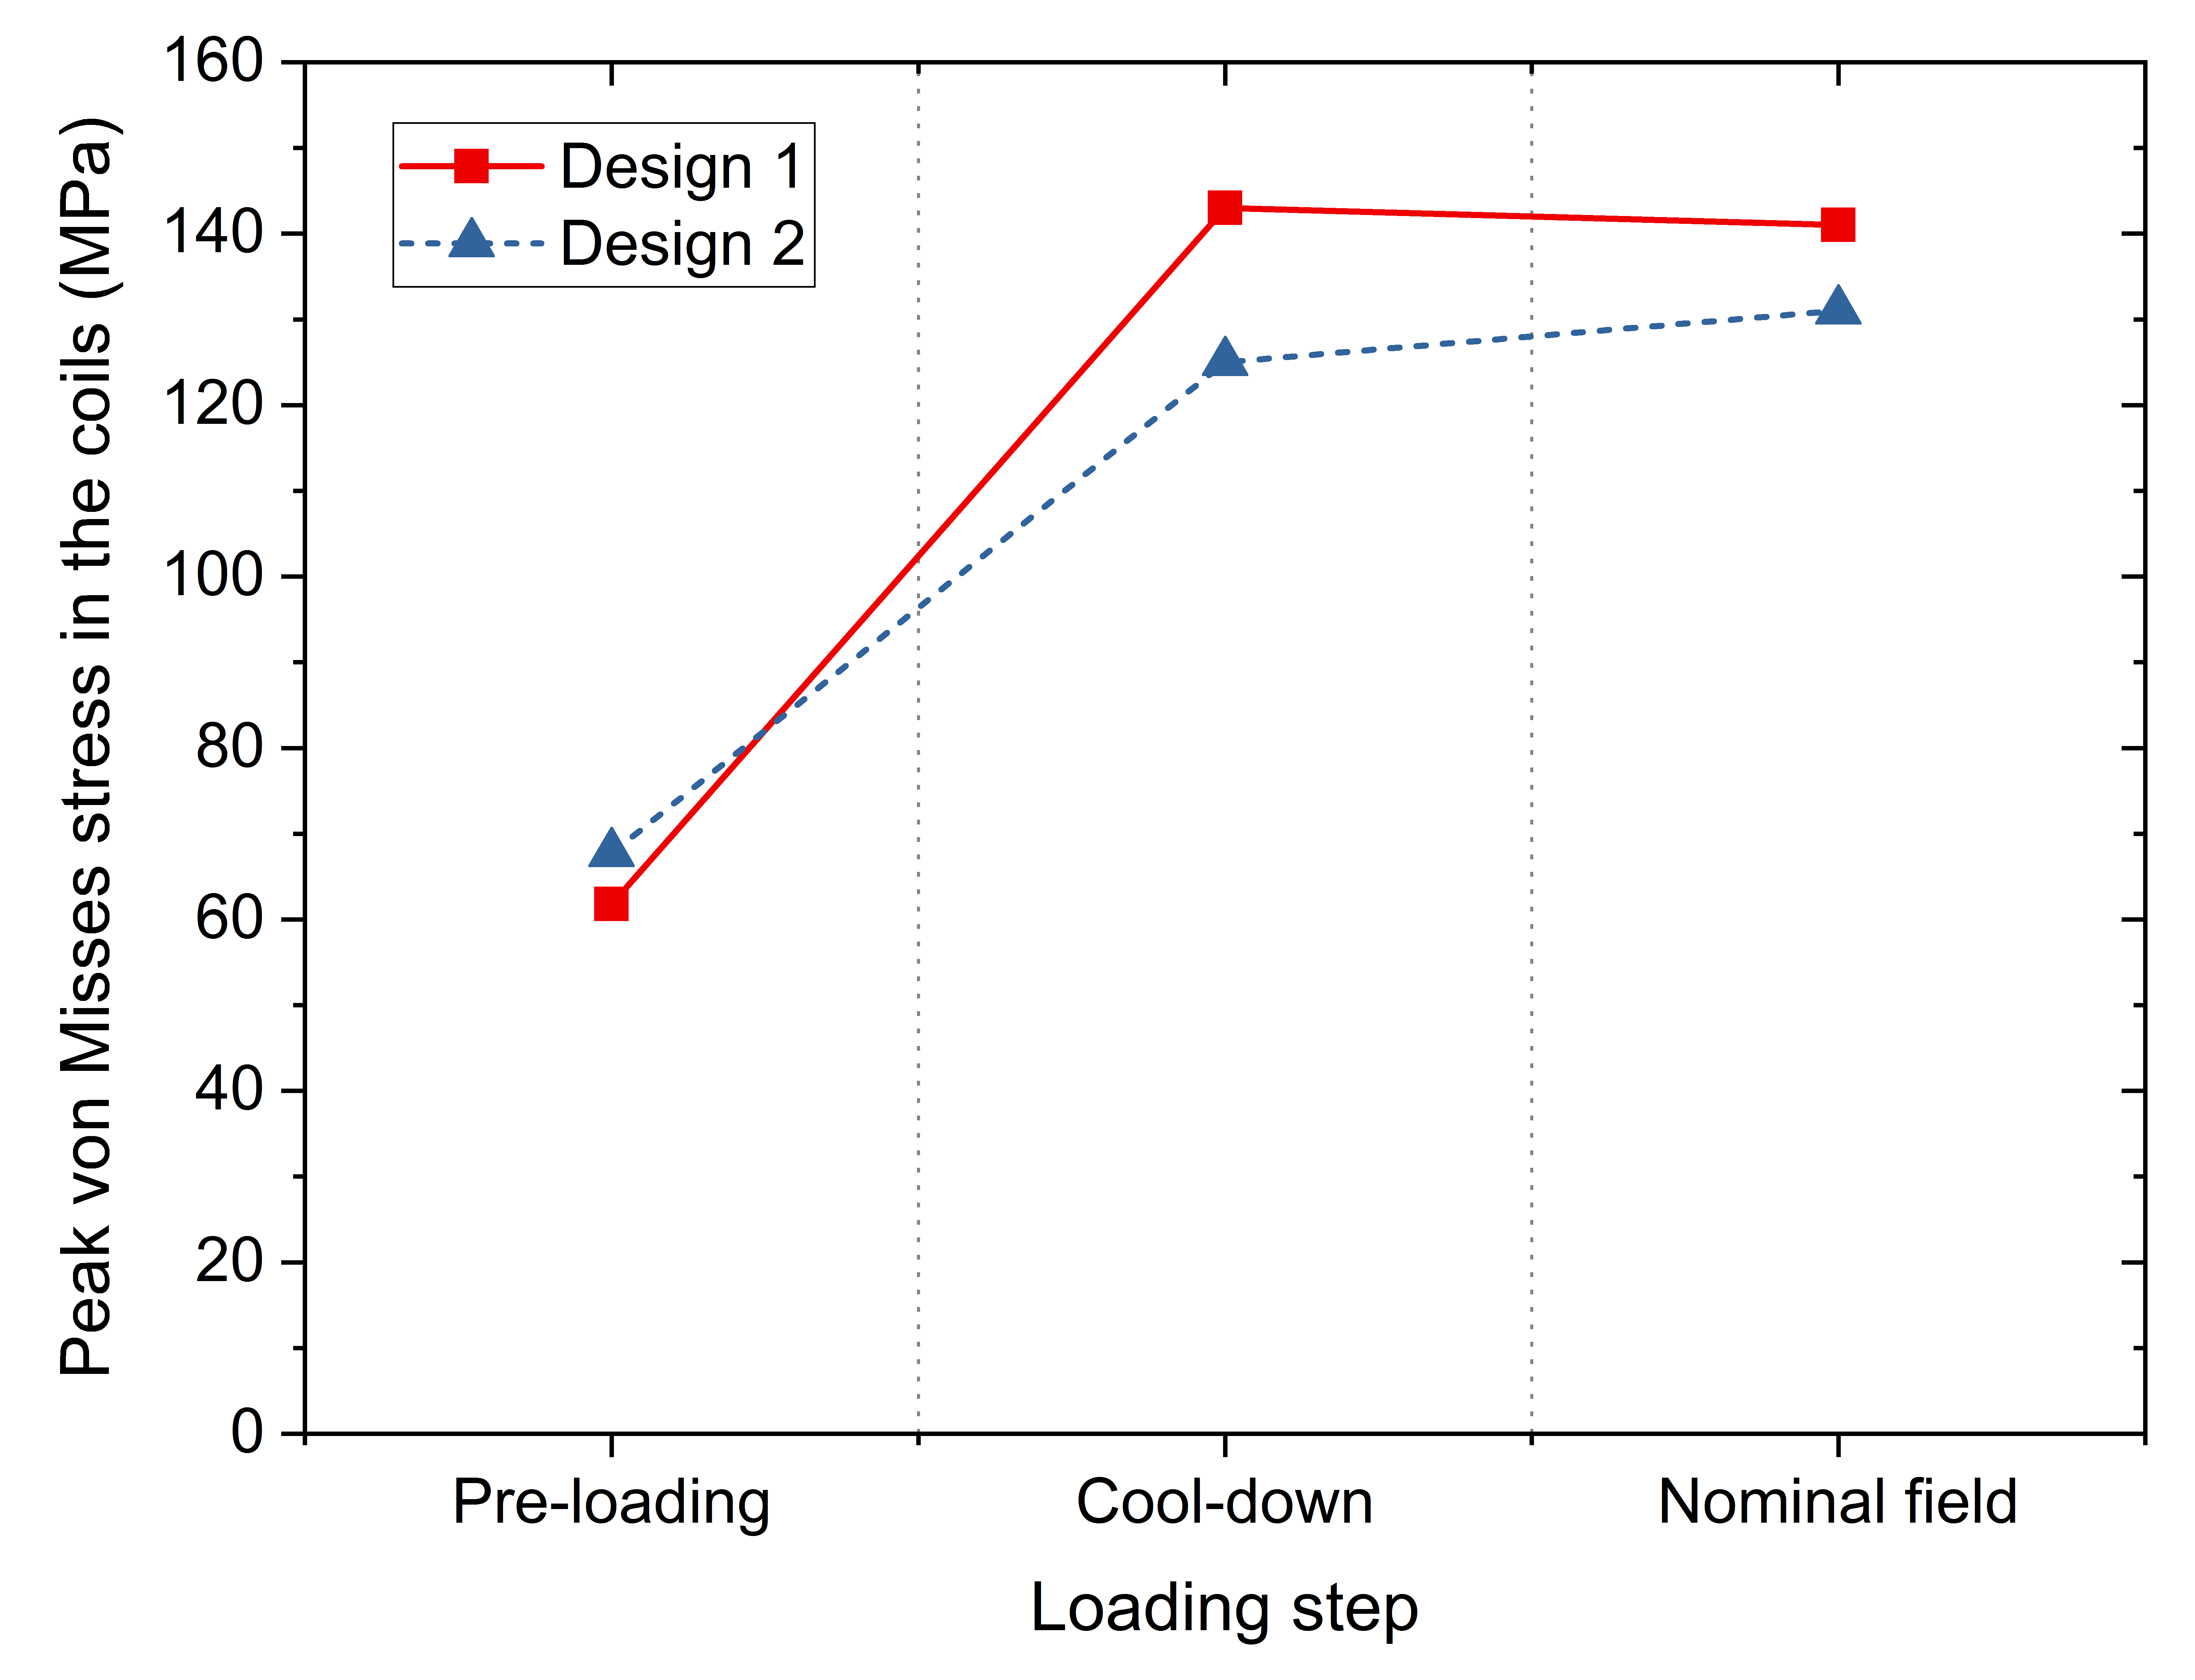 Peak von Misses stress in the coils (MPa)
160
140
120
100
80
60
40
20
0
Design 1
Design 2
Pre-loading
Cool-down
Nominal field
Loading step